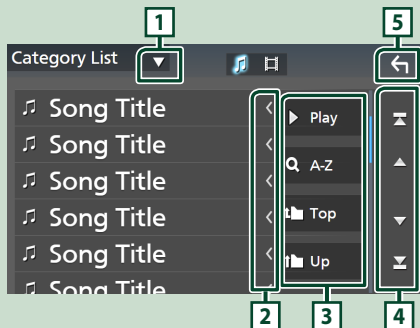 1
5
Category List
Song Title
Song Title
Song Title
Song Title
Song Title
Song Title
Play
A-Z
Top
Up
2
3
4